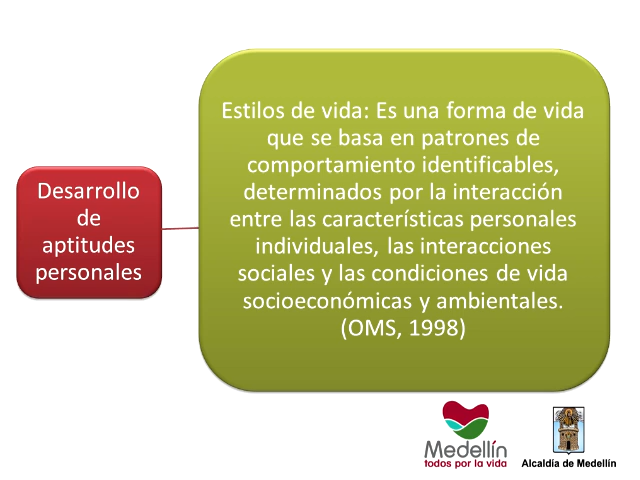 Desarrollo
de
aptitudes
personales
Estilos de vida: Es una forma de vida
que se basa en patrones de
comportamiento identificables,
determinados por la interacción
entre las características personales
individuales, las interacciones
sociales y las condiciones de vida
socioeconómicas y ambientales.
(OMS, 1998)
Medellín
todos por la vida
Alcaldía de Medellín